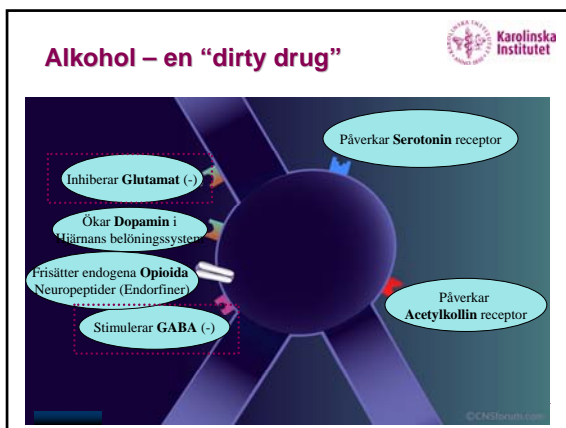 Alkohol – en “dirty drug”
Karolinska
Institutet
Påverkar Serotonin receptor
Inhiberar Glutamat (-)
Ökar Dopamin i
Hjärnans belöningssystem
Frisätter endogena Opioida
Neuropeptider (Endorfiner)
Stimulerar GABA (-)
Påverkar
Acetylkollin receptor
©CNSforum.com